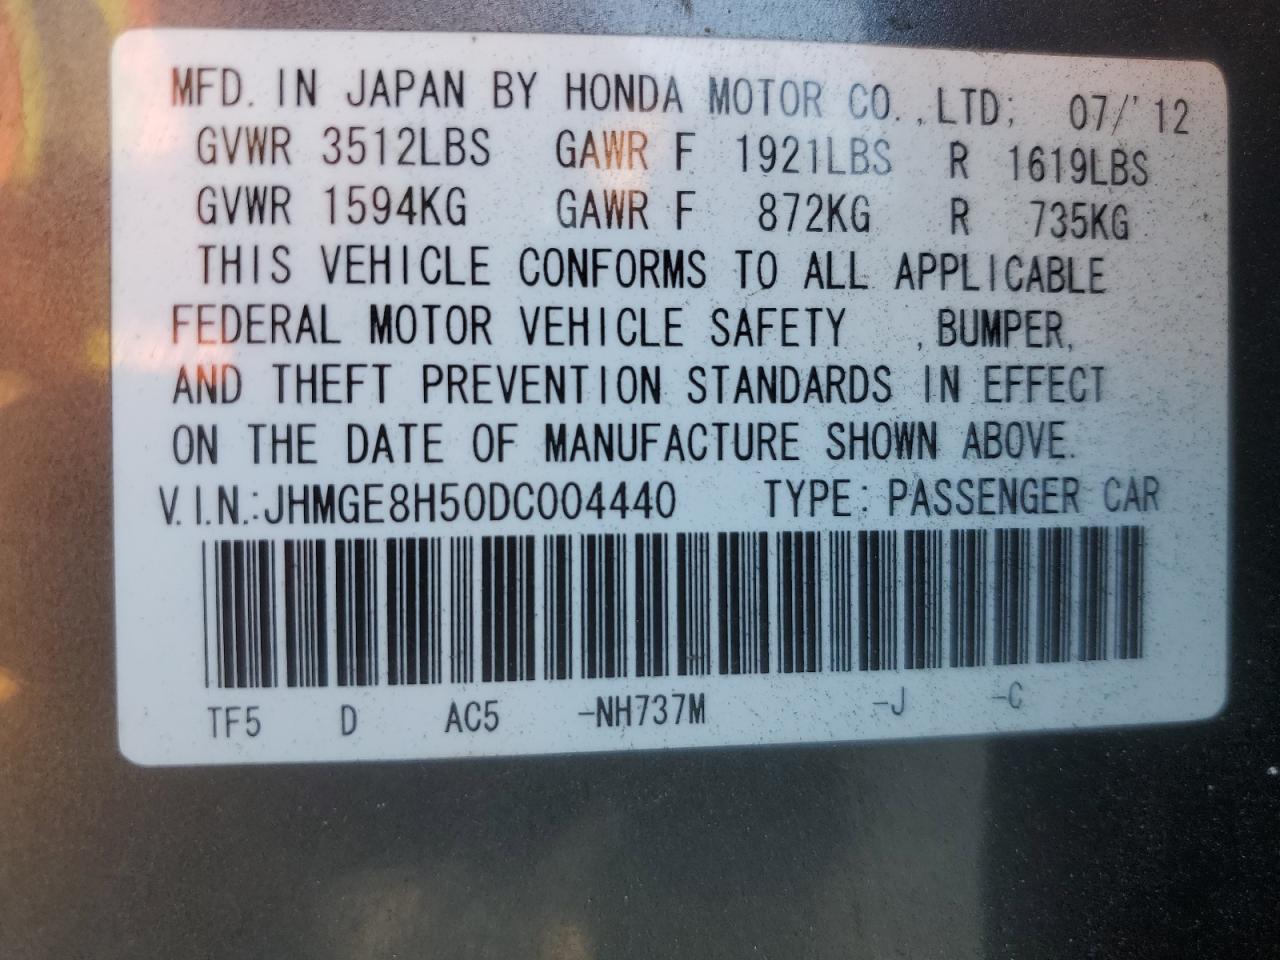 MFD. IN JAPAN BY HONDA MOTOR CO.,LTD; 07/'12
GVWR 3512LBS GAWR F 1921LBS R 1619LBS
GVWR 1594KG GAWR F 872KG R 735KG
THIS VEHICLE CONFORMS TO ALL APPLICABLE
FEDERAL MOTOR VEHICLE SAFETY , BUMPER,
AND THEFT PREVENTION STANDARDS IN EFFECT
ON THE DATE OF MANUFACTURE SHOWN ABOVE.
V.I.N.:JHMGE8H50DC004440 TYPE: PASSENGER CAR
TF5 D AC5 -NH737M -J -C